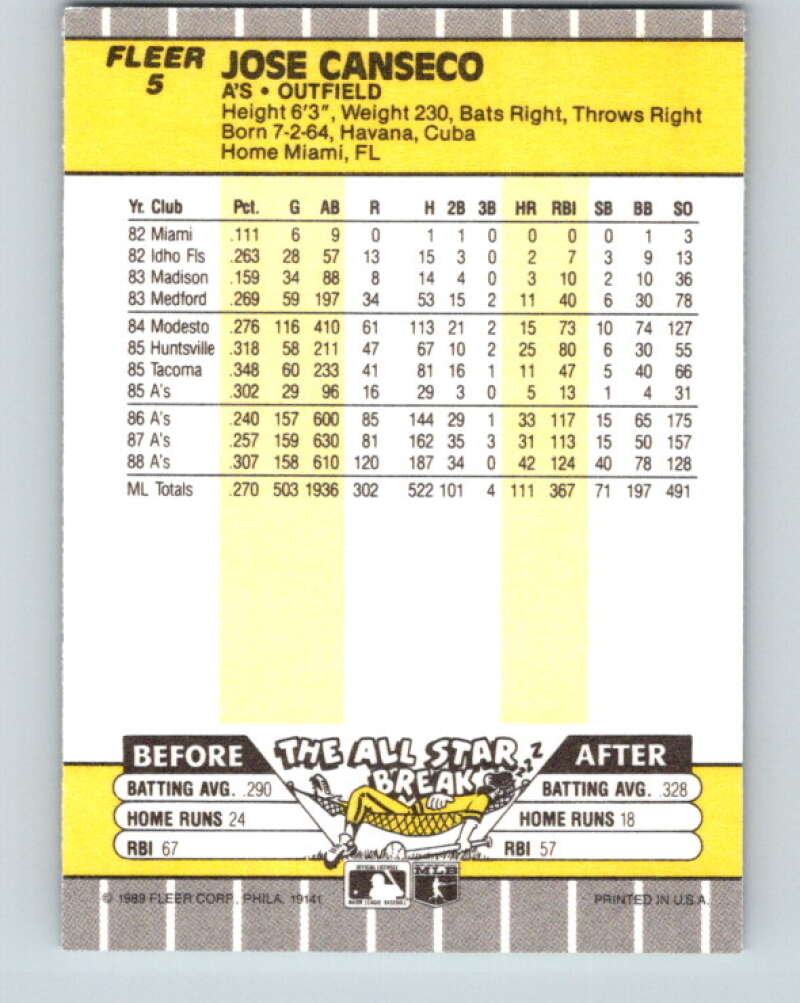 FLEER
5
JOSE CANSECO
A'S • OUTFIELD
Height 6'3", Weight 230, Bats Right, Throws Right
Born 7-2-64, Havana, Cuba
Home Miami, FL
Yr. Club Pct. G AB R H 2B 3B HR RBI SB BB SO
82 Miami .111 6 9 0 1 1 0 0 0 0 1 3
82 Idho Fls .263 28 57 13 15 3 0 2 7 3 9 13
83 Madison .159 34 88 8 14 4 0 3 10 2 10 36
83 Medford .269 59 197 34 53 15 2 11 40 6 30 78
84 Modesto .276 116 410 61 113 21 2 15 73 10 74 127
85 Huntsville .318 58 211 47 67 10 2 25 80 6 30 55
85 Tacoma .348 60 233 41 81 16 1 11 47 5 40 66
85 A's .302 29 96 16 29 3 0 5 13 1 4 31
86 A's .240 157 600 85 144 29 1 33 117 15 65 175
87 A's .257 159 630 81 162 35 3 31 113 15 50 157
88 A's .307 158 610 120 187 34 0 42 124 40 78 128
ML Totals .270 503 1936 302 522 101 4 111 367 71 197 491
BEFORE THE ALL STAR BREAK zzZ AFTER
BATTING AVG. .290 BATTING AVG. .328
HOME RUNS 24 HOME RUNS 18
RBI 67 RBI 57
OFFICIAL LICENSEE
MAJOR LEAGUE BASEBALL
MLB
© 1989 FLEER CORP. PHILA. 19141 PRINTED IN U.S.A.